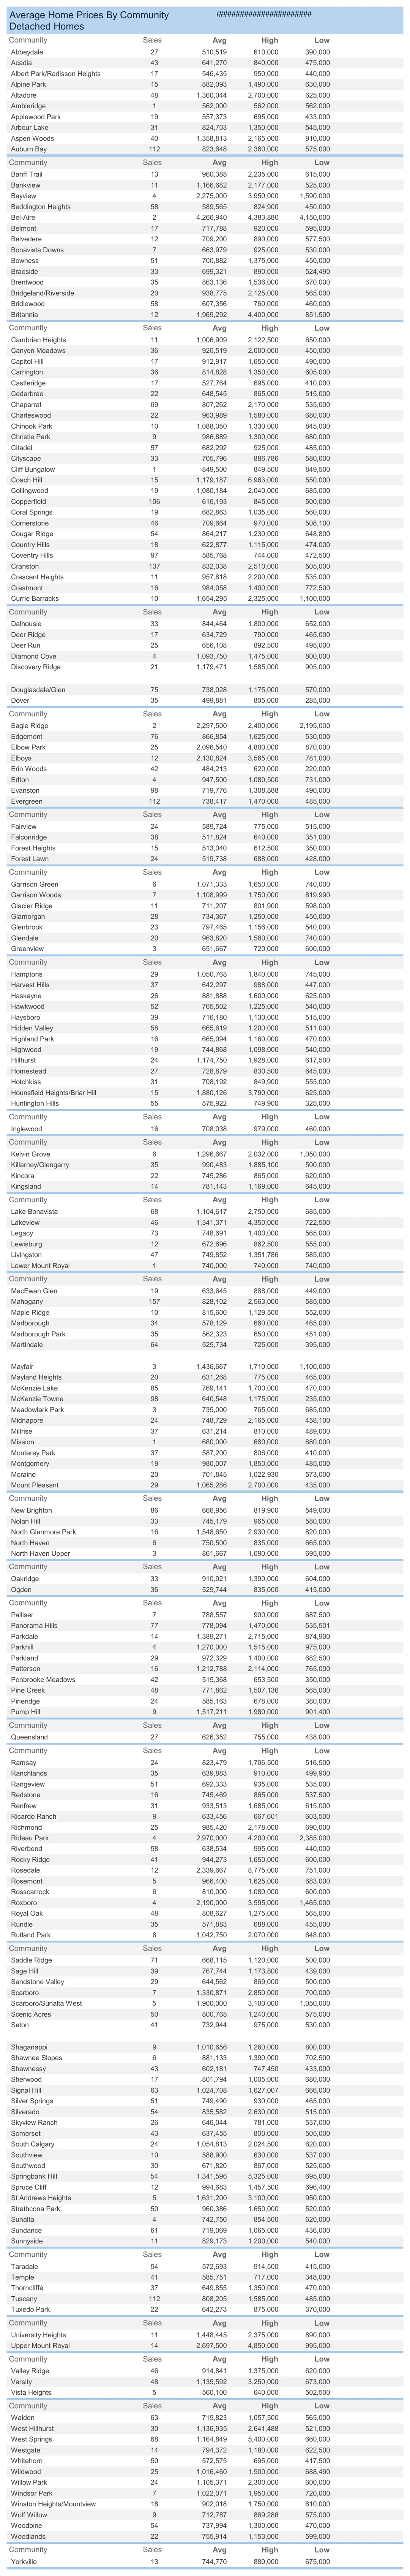 Average Home Prices By Community #######################
Detached Homes
Community Sales Avg High Low
Abbeydale 27 510,519 610,000 390,000
Acadia 43 641,270 840,000 475,000
Albert Park/Radisson Heights 17 546,435 950,000 440,000
Alpine Park 15 882,093 1,490,000 630,000
Altadore 48 1,360,044 2,700,000 625,000
Ambleridge 1 562,000 562,000 562,000
Applewood Park 19 557,373 695,000 433,000
Arbour Lake 31 824,703 1,350,000 545,000
Aspen Woods 40 1,358,813 2,165,000 910,000
Auburn Bay 112 823,648 2,360,000 575,000
Community Sales Avg High Low
Banff Trail 13 960,385 2,235,000 615,000
Bankview 11 1,166,682 2,177,000 525,000
Bayview 4 2,275,000 3,950,000 1,590,000
Beddington Heights 58 589,565 824,900 450,000
Bel-Aire 2 4,266,940 4,383,880 4,150,000
Belmont 17 717,788 920,000 595,000
Belvedere 12 709,200 890,000 577,500
Bonavista Downs 7 663,979 925,000 530,000
Bowness 51 700,882 1,375,000 450,000
Braeside 33 699,321 890,000 524,490
Brentwood 35 863,136 1,536,000 670,000
Bridgeland/Riverside 20 938,775 2,125,000 565,000
Bridlewood 58 607,356 760,000 460,000
Britannia 12 1,969,292 4,400,000 851,500
Community Sales Avg High Low
Cambrian Heights 11 1,006,909 2,122,500 650,000
Canyon Meadows 36 920,519 2,000,000 450,000
Capitol Hill 17 912,917 1,650,000 490,000
Carrington 36 814,828 1,350,000 605,000
Castleridge 17 527,764 695,000 410,000
Cedarbrae 22 648,545 865,000 515,000
Chaparral 69 807,262 2,170,000 535,000
Charleswood 22 963,989 1,580,000 680,000
Chinook Park 10 1,088,050 1,330,000 845,000
Christie Park 9 986,889 1,300,000 680,000
Citadel 57 682,292 925,000 485,000
Cityscape 33 705,796 886,786 580,000
Cliff Bungalow 1 849,500 849,500 849,500
Coach Hill 15 1,179,187 6,963,000 550,000
Collingwood 19 1,080,184 2,040,000 685,000
Copperfield 106 616,193 845,000 500,000
Coral Springs 19 682,863 1,035,000 560,000
Cornerstone 46 709,664 970,000 508,100
Cougar Ridge 54 864,217 1,230,000 648,800
Country Hills 18 622,877 1,115,000 474,000
Coventry Hills 97 585,768 744,000 472,500
Cranston 137 832,038 2,510,000 505,000
Crescent Heights 11 957,818 2,200,000 535,000
Crestmont 16 984,058 1,400,000 772,500
Currie Barracks 10 1,654,295 2,325,000 1,100,000
Community Sales Avg High Low
Dalhousie 33 844,464 1,800,000 652,000
Deer Ridge 17 634,729 790,000 465,000
Deer Run 25 656,108 892,500 495,000
Diamond Cove 4 1,093,750 1,475,000 800,000
Discovery Ridge 21 1,179,471 1,585,000 905,000
Douglasdale/Glen 75 738,028 1,175,000 570,000
Dover 35 499,881 805,000 285,000
Community Sales Avg High Low
Eagle Ridge 2 2,297,500 2,400,000 2,195,000
Edgemont 76 866,854 1,625,000 530,000
Elbow Park 25 2,096,540 4,800,000 870,000
Elboya 12 2,130,824 3,565,000 781,000
Erin Woods 42 484,213 620,000 220,000
Erlton 4 947,500 1,080,500 731,000
Evanston 98 719,776 1,308,888 490,000
Evergreen 112 738,417 1,470,000 485,000
Community Sales Avg High Low
Fairview 24 589,724 775,000 515,000
Falconridge 38 511,824 640,000 351,000
Forest Heights 15 513,040 612,500 350,000
Forest Lawn 24 519,738 688,000 428,000
Community Sales Avg High Low
Garrison Green 6 1,071,333 1,650,000 740,000
Garrison Woods 7 1,108,999 1,750,000 819,990
Glacier Ridge 11 711,207 801,900 598,000
Glamorgan 28 734,367 1,250,000 450,000
Glenbrook 23 797,465 1,156,000 540,000
Glendale 20 963,820 1,580,000 740,000
Greenview 3 651,667 720,000 600,000
Community Sales Avg High Low
Hamptons 29 1,050,768 1,840,000 745,000
Harvest Hills 37 642,297 988,000 447,000
Haskayne 26 881,888 1,600,000 625,000
Hawkwood 52 765,502 1,225,000 540,000
Haysboro 39 716,180 1,130,000 515,000
Hidden Valley 58 665,619 1,200,000 511,000
Highland Park 16 665,094 1,160,000 470,000
Highwood 19 744,868 1,098,000 540,000
Hillhurst 24 1,174,750 1,928,000 617,500
Homestead 27 728,879 830,500 645,000
Hotchkiss 31 708,192 849,900 555,000
Hounsfield Heights/Briar Hill 15 1,880,126 3,790,000 625,000
Huntington Hills 55 575,922 749,900 325,000
Community Sales Avg High Low
Inglewood 16 708,038 979,000 460,000
Community Sales Avg High Low
Kelvin Grove 6 1,296,667 2,032,000 1,050,000
Killarney/Glengarry 35 990,483 1,885,100 500,000
Kincora 22 745,286 865,000 620,000
Kingsland 14 781,143 1,169,000 645,000
Community Sales Avg High Low
Lake Bonavista 68 1,104,617 2,750,000 685,000
Lakeview 46 1,341,371 4,350,000 722,500
Legacy 73 748,691 1,400,000 565,000
Lewisburg 12 672,696 862,500 555,000
Livingston 47 749,852 1,351,786 585,000
Lower Mount Royal 1 740,000 740,000 740,000
Community Sales Avg High Low
MacEwan Glen 19 633,645 888,000 449,000
Mahogany 157 828,102 2,563,000 585,000
Maple Ridge 10 815,600 1,129,500 552,000
Marlborough 34 578,129 660,000 465,000
Marlborough Park 35 562,323 650,000 451,000
Martindale 64 525,734 725,000 395,000
Mayfair 3 1,436,667 1,710,000 1,100,000
Mayland Heights 20 631,268 775,000 465,000
McKenzie Lake 85 769,141 1,700,000 470,000
McKenzie Towne 98 640,548 1,175,000 235,000
Meadowlark Park 3 735,000 765,000 685,000
Midnapore 24 748,729 2,165,000 458,100
Millrise 37 631,214 810,000 489,000
Mission 1 680,000 680,000 680,000
Monterey Park 37 587,200 806,000 410,000
Montgomery 19 980,007 1,850,000 485,000
Moraine 20 701,845 1,022,930 573,000
Mount Pleasant 29 1,065,286 2,700,000 435,000
Community Sales Avg High Low
New Brighton 86 666,956 819,900 549,000
Nolan Hill 33 745,179 965,000 580,000
North Glenmore Park 16 1,548,650 2,930,000 820,000
North Haven 6 750,500 835,000 665,000
North Haven Upper 3 861,667 1,090,000 695,000
Community Sales Avg High Low
Oakridge 33 910,921 1,390,000 604,000
Ogden 36 529,744 835,000 415,000
Community Sales Avg High Low
Palliser 7 788,557 900,000 687,500
Panorama Hills 77 778,094 1,470,000 535,501
Parkdale 14 1,389,271 2,715,000 874,900
Parkhill 4 1,270,000 1,515,000 975,000
Parkland 29 972,329 1,400,000 682,500
Patterson 16 1,212,788 2,114,000 765,000
Penbrooke Meadows 42 515,368 653,500 350,000
Pine Creek 48 771,862 1,507,136 565,000
Pineridge 24 585,163 678,000 380,000
Pump Hill 9 1,517,211 1,980,000 901,400
Community Sales Avg High Low
Queensland 27 626,352 755,000 438,000
Community Sales Avg High Low
Ramsay 24 823,479 1,706,500 516,500
Ranchlands 35 639,883 910,000 499,900
Rangeview 51 692,333 935,000 535,000
Redstone 16 745,469 865,000 537,500
Renfrew 31 933,513 1,685,000 615,000
Ricardo Ranch 9 633,456 667,601 603,500
Richmond 25 985,420 2,178,000 690,000
Rideau Park 4 2,970,000 4,200,000 2,385,000
Riverbend 58 638,534 995,000 440,000
Rocky Ridge 41 944,273 1,650,000 600,000
Rosedale 12 2,339,667 8,775,000 751,000
Rosemont 5 966,400 1,625,000 683,000
Rosscarrock 6 810,000 1,080,000 600,000
Roxboro 4 2,190,000 3,595,000 1,465,000
Royal Oak 48 808,627 1,275,000 565,000
Rundle 35 571,883 688,000 455,000
Rutland Park 8 1,042,750 2,070,000 648,000
Community Sales Avg High Low
Saddle Ridge 71 668,115 1,120,000 500,000
Sage Hill 39 767,744 1,173,800 439,000
Sandstone Valley 29 644,562 869,000 500,000
Scarboro 7 1,330,871 2,850,000 700,000
Scarboro/Sunalta West 5 1,900,000 3,100,000 1,050,000
Scenic Acres 50 800,765 1,240,000 575,000
Seton 41 732,944 975,000 530,000
Shaganappi 9 1,010,656 1,260,000 800,000
Shawnee Slopes 6 881,133 1,390,000 702,500
Shawnessy 43 602,181 747,450 433,000
Sherwood 17 801,794 1,005,000 680,000
Signal Hill 63 1,024,708 1,627,007 666,000
Silver Springs 51 749,490 930,000 465,000
Silverado 54 835,582 2,630,000 515,000
Skyview Ranch 26 646,044 781,000 537,000
Somerset 43 637,455 800,000 505,000
South Calgary 24 1,054,813 2,024,500 620,000
Southview 10 588,900 630,000 537,000
Southwood 30 671,820 867,000 525,000
Springbank Hill 54 1,341,596 5,325,000 695,000
Spruce Cliff 12 994,683 1,457,500 696,400
St Andrews Heights 5 1,631,200 3,100,000 950,000
Strathcona Park 50 960,386 1,650,000 520,000
Sunalta 4 742,750 854,500 620,000
Sundance 61 719,069 1,065,000 436,000
Sunnyside 11 829,173 1,200,000 540,000
Community Sales Avg High Low
Taradale 54 572,693 914,500 415,000
Temple 41 585,751 717,000 348,000
Thorncliffe 37 649,855 1,350,000 470,000
Tuscany 112 808,205 1,585,000 485,000
Tuxedo Park 22 642,273 875,000 370,000
Community Sales Avg High Low
University Heights 11 1,448,445 2,375,000 890,000
Upper Mount Royal 14 2,697,500 4,850,000 995,000
Community Sales Avg High Low
Valley Ridge 46 914,841 1,375,000 620,000
Varsity 48 1,135,592 3,250,000 673,000
Vista Heights 5 560,100 640,000 502,500
Community Sales Avg High Low
Walden 63 719,823 1,057,500 565,000
West Hillhurst 30 1,136,935 2,641,488 521,000
West Springs 68 1,164,849 5,400,000 660,000
Westgate 14 794,372 1,180,000 622,500
Whitehorn 50 572,575 695,000 417,500
Wildwood 25 1,016,460 1,900,000 688,490
Willow Park 24 1,105,371 2,300,000 600,000
Windsor Park 7 1,022,071 1,950,000 720,000
Winston Heights/Mountview 18 902,018 1,750,000 610,000
Wolf Willow 9 712,787 869,286 575,000
Woodbine 54 737,994 1,300,000 470,000
Woodlands 22 755,914 1,153,000 599,000
Community Sales Avg High Low
Yorkville 13 744,770 880,000 675,000